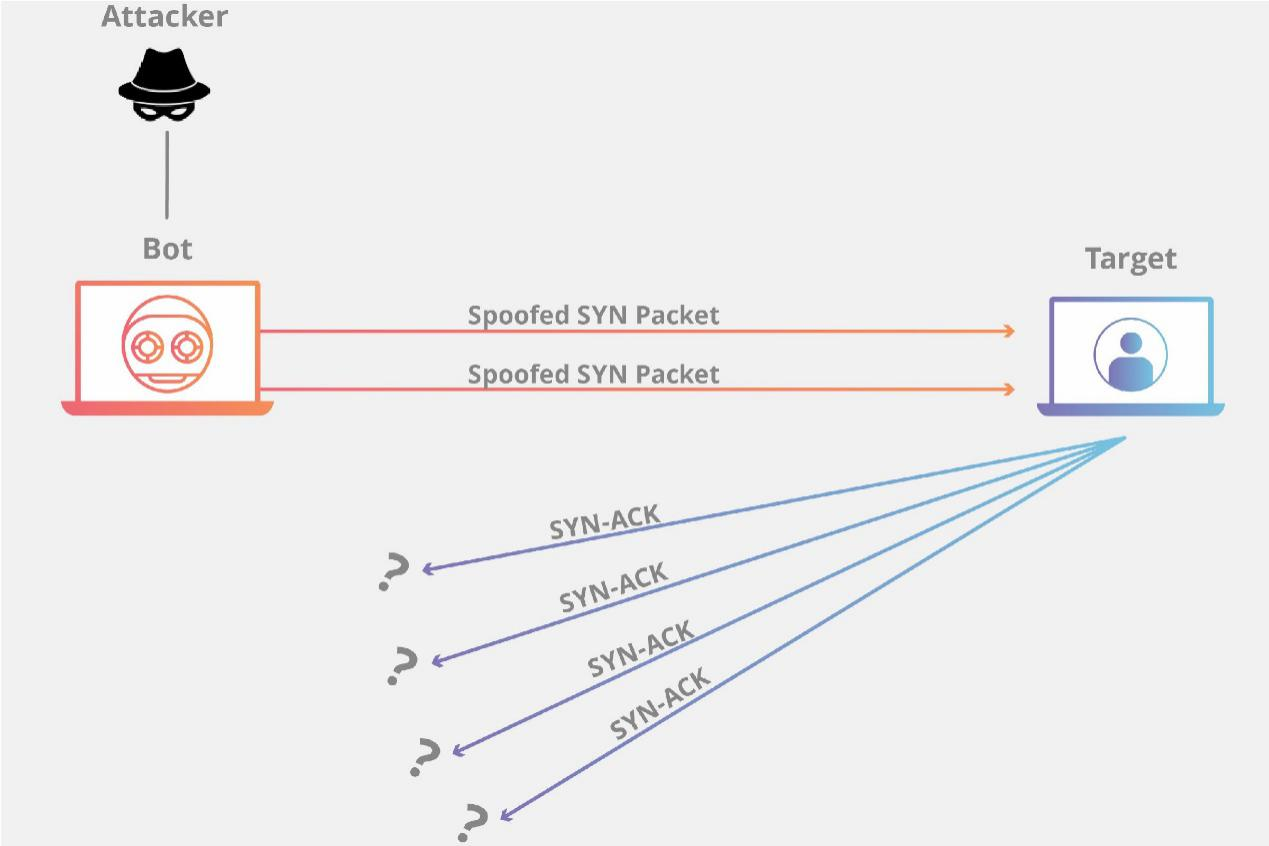 Attacker
Bot
Target
Spoofed SYN Packet
Spoofed SYN Packet
SYN-ACK
?
SYN-ACK
?
SYN-ACK
?
SYN-ACK
?